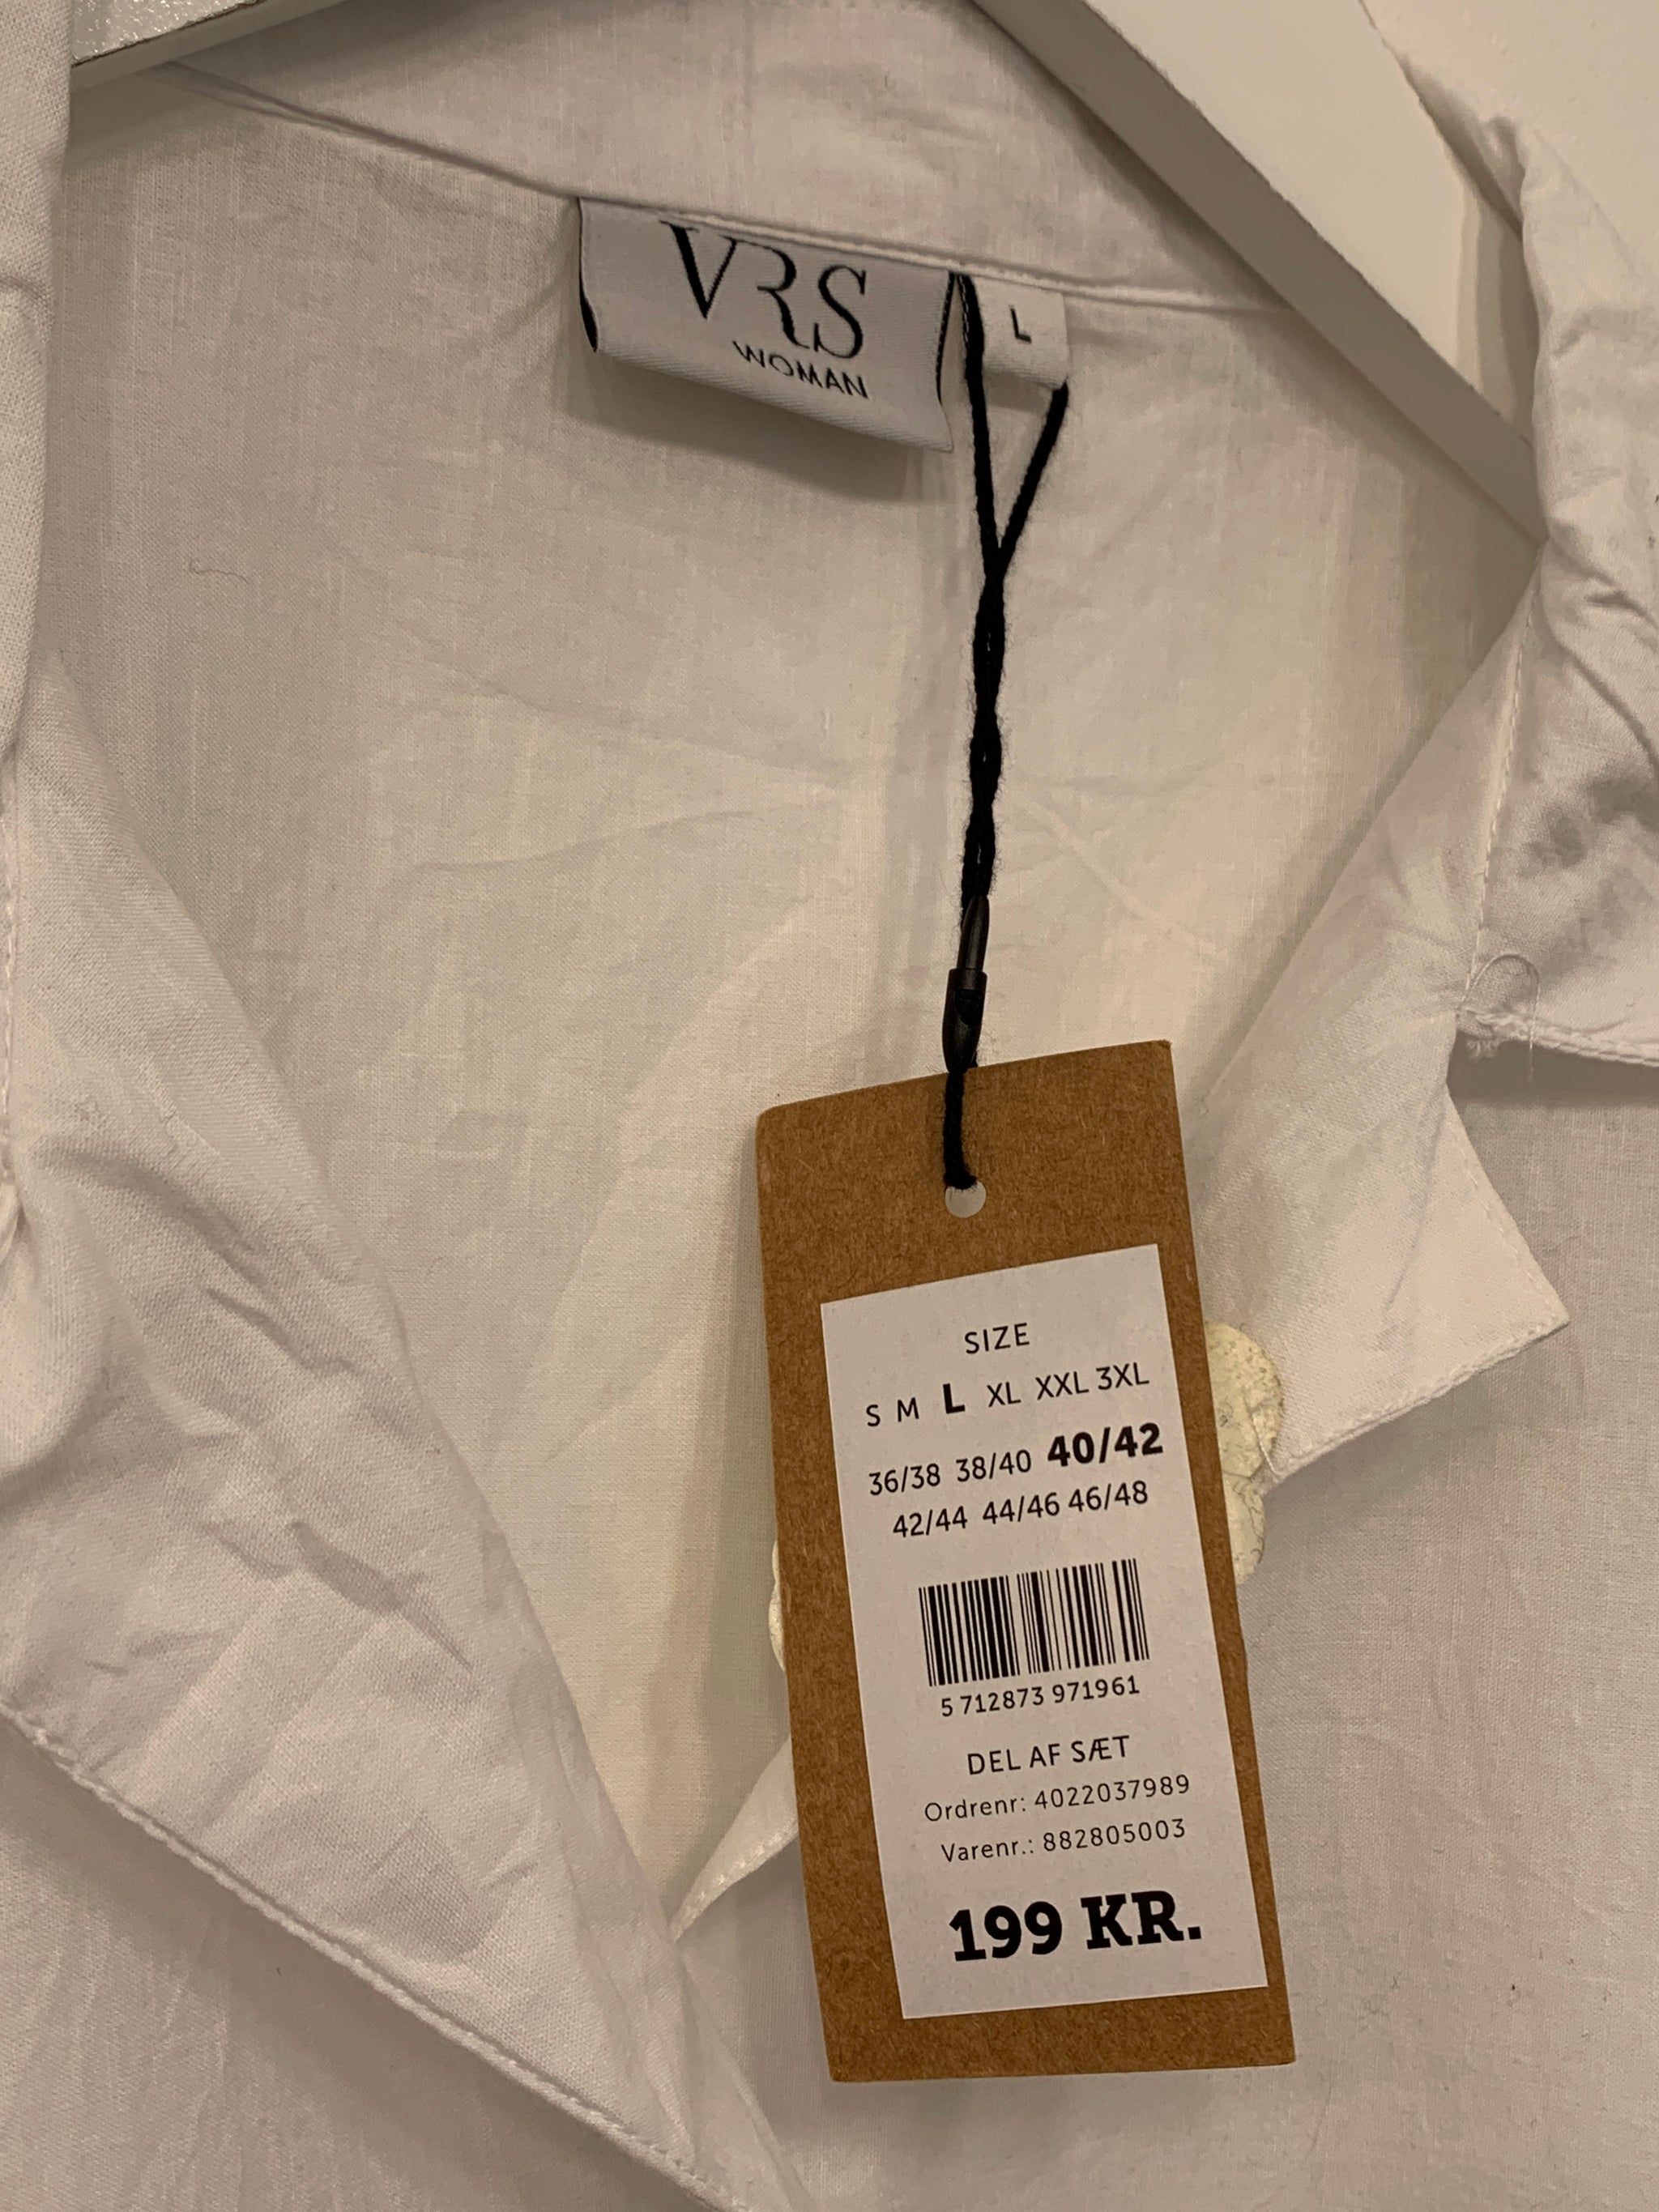 VRS
WOMAN
L
SIZE
S M L XL XXL 3XL
36/38 38/40 40/42
42/44 44/46 46/48
5 712873 971961
DEL AF SÆT
Ordrenr: 4022037989
Varenr.: 882805003
199 KR.